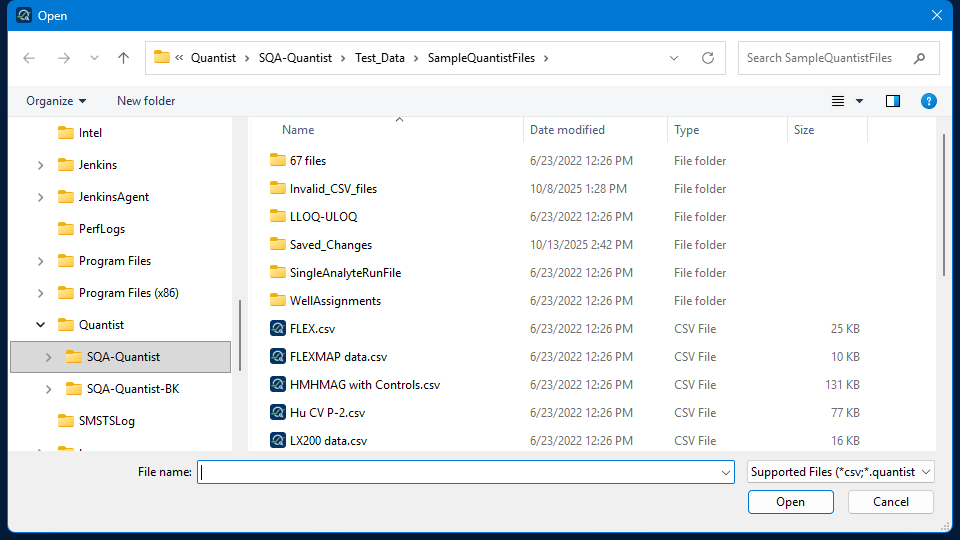 Open
« Quantist › SQA-Quantist › Test_Data › SampleQuantistFiles ›
Search SampleQuantistFiles
Organize
New folder
?
Intel
Jenkins
JenkinsAgent
PerfLogs
Program Files
Program Files (x86)
Quantist
SQA-Quantist
SQA-Quantist-BK
SMSTSLog
Name Date modified Type Size
67 files 6/23/2022 12:26 PM File folder
Invalid_CSV_files 10/8/2025 1:28 PM File folder
LLOQ-ULOQ 6/23/2022 12:26 PM File folder
Saved_Changes 10/13/2025 2:42 PM File folder
SingleAnalyteRunFile 6/23/2022 12:26 PM File folder
WellAssignments 6/23/2022 12:26 PM File folder
FLEX.csv 6/23/2022 12:26 PM CSV File 25 KB
FLEXMAP data.csv 6/23/2022 12:26 PM CSV File 10 KB
HMHMAG with Controls.csv 6/23/2022 12:26 PM CSV File 131 KB
Hu CV P-2.csv 6/23/2022 12:26 PM CSV File 77 KB
LX200 data.csv 6/23/2022 12:26 PM CSV File 16 KB
File name:
Supported Files (*csv;*.quantist
Open
Cancel